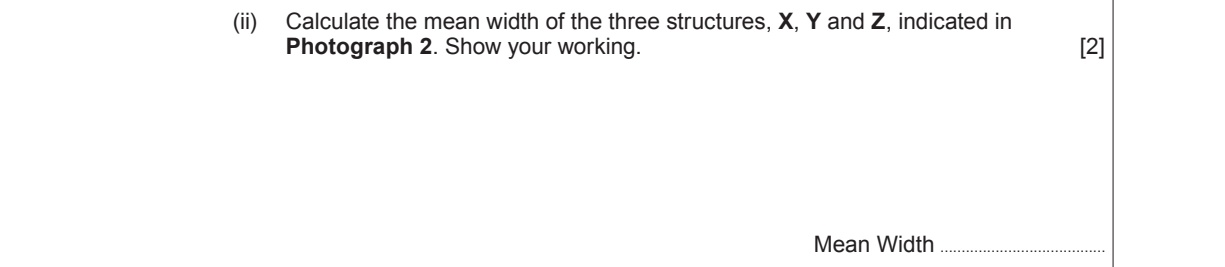 (ii) Calculate the mean width of the three structures, X, Y and Z, indicated in
Photograph 2. Show your working. [2]
Mean Width ........................................